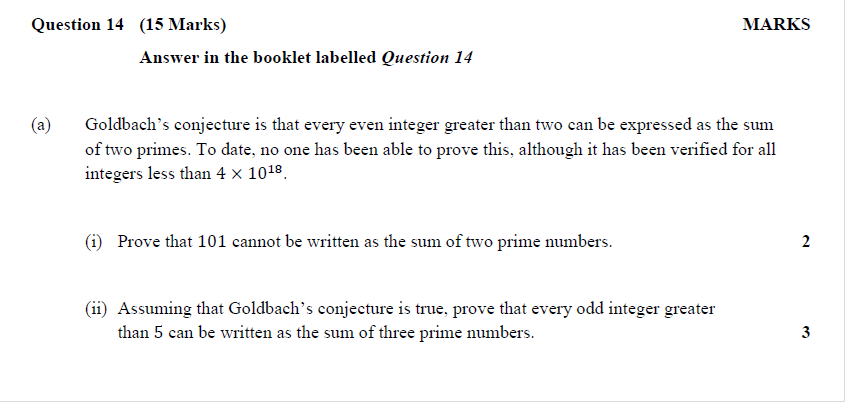 Question 14 (15 Marks) MARKS
Answer in the booklet labelled Question 14
(a) Goldbach’s conjecture is that every even integer greater than two can be expressed as the sum
of two primes. To date, no one has been able to prove this, although it has been verified for all
integers less than 4 × 10¹⁸.
(i) Prove that 101 cannot be written as the sum of two prime numbers. 2
(ii) Assuming that Goldbach’s conjecture is true, prove that every odd integer greater
than 5 can be written as the sum of three prime numbers. 3